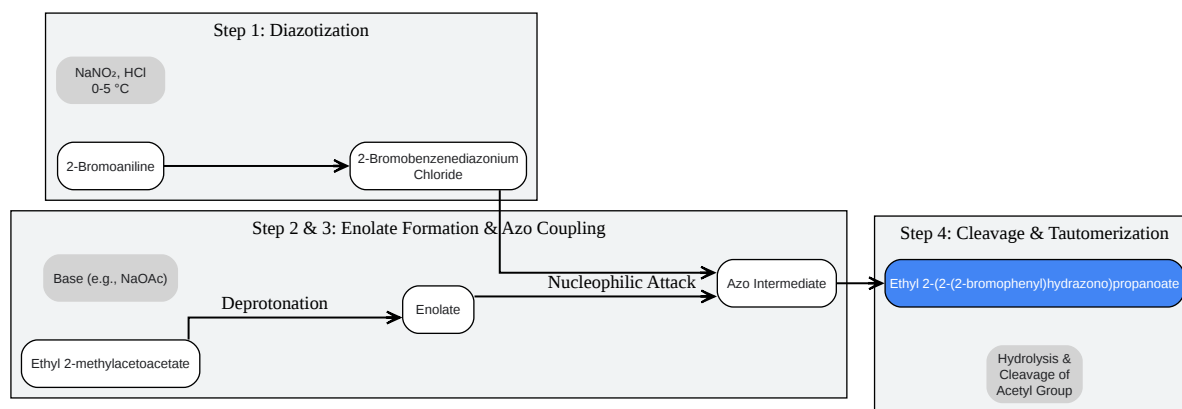 Step 1: Diazotization
NaNO₂, HCl
0-5 °C
2-Bromoaniline
2-Bromobenzenediazonium
Chloride
Step 2 & 3: Enolate Formation & Azo Coupling
Base (e.g., NaOAc)
Deprotonation
Enolate
Nucleophilic Attack
Azo Intermediate
Ethyl 2-methylacetoacetate
Step 4: Cleavage & Tautomerization
Ethyl 2-(2-(2-bromophenyl)hydrazono)propanoate
Hydrolysis &
Cleavage of
Acetyl Group